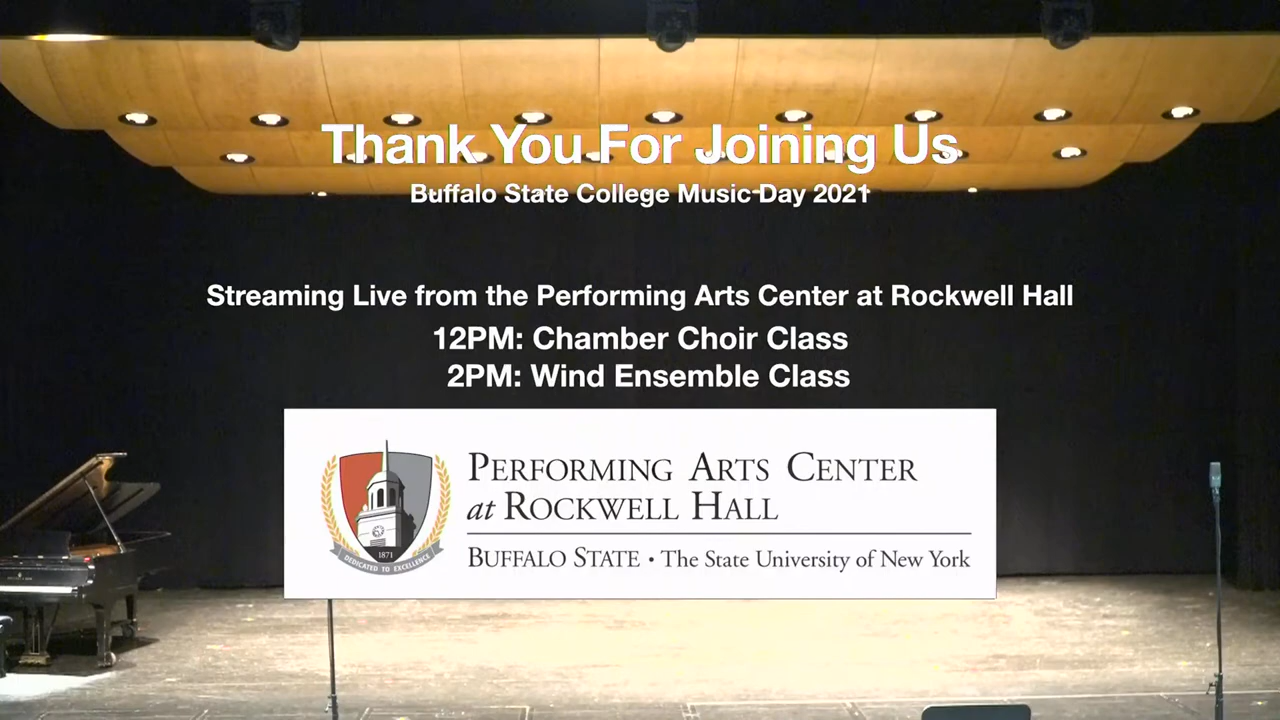 Thank You For Joining Us
Buffalo State College Music Day 2021
Streaming Live from the Performing Arts Center at Rockwell Hall
12PM: Chamber Choir Class
2PM: Wind Ensemble Class
PERFORMING ARTS CENTER
at ROCKWELL HALL
BUFFALO STATE • The State University of New York
1871
DEDICATED TO EXCELLENCE